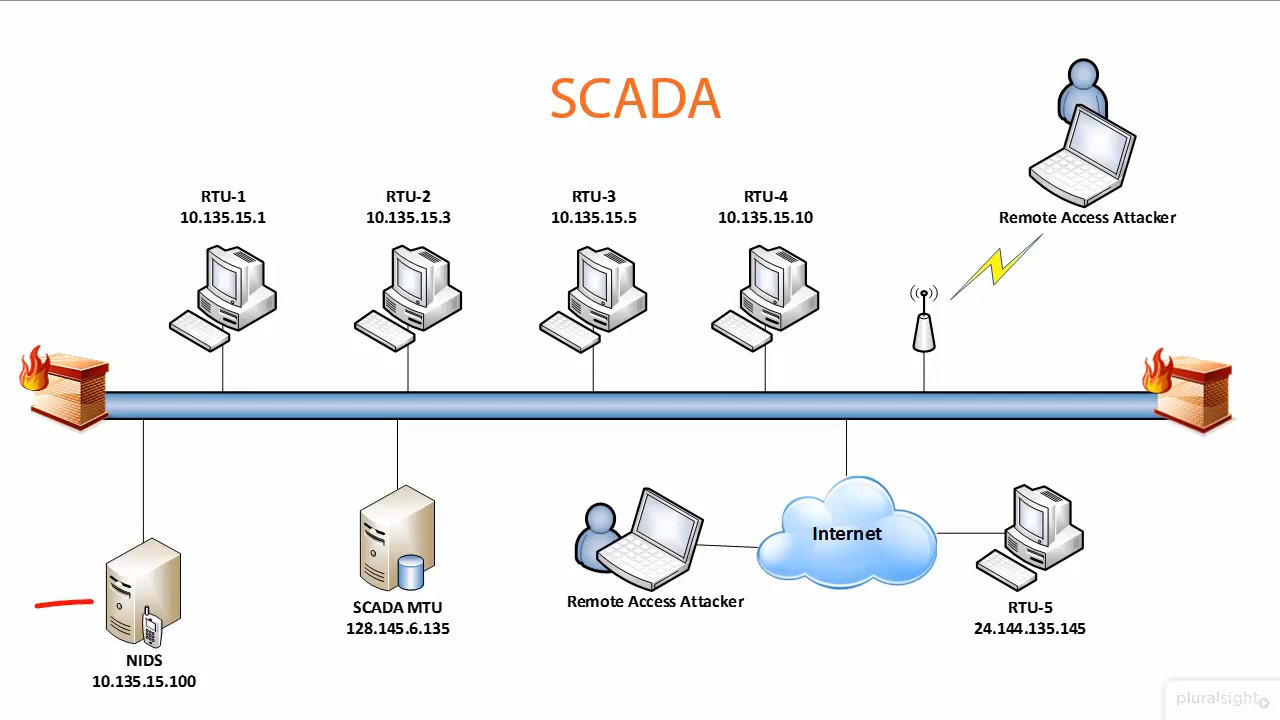 SCADA
RTU-1
10.135.15.1
RTU-2
10.135.15.3
RTU-3
10.135.15.5
RTU-4
10.135.15.10
Remote Access Attacker
NIDS
10.135.15.100
SCADA MTU
128.145.6.135
Remote Access Attacker
Internet
RTU-5
24.144.135.145
pluralsight